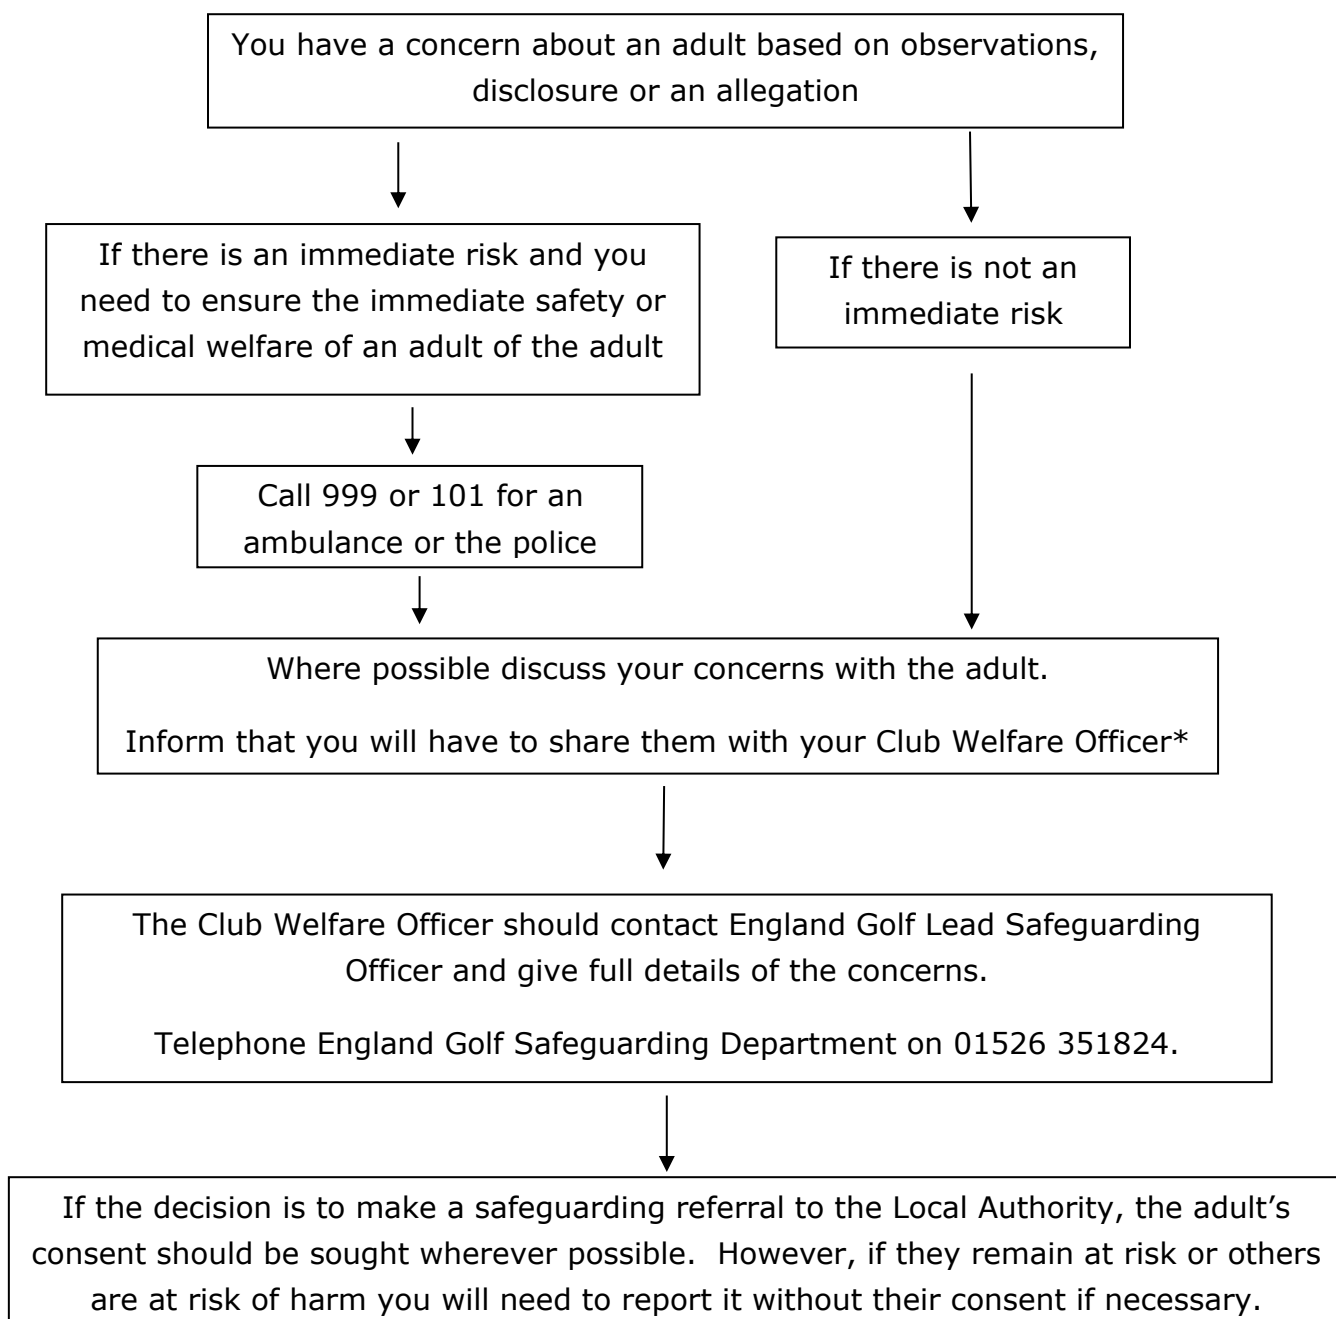 You have a concern about an adult based on observations,
disclosure or an allegation
If there is an immediate risk and you
need to ensure the immediate safety or
medical welfare of an adult of the adult
If there is not an
immediate risk
Call 999 or 101 for an
ambulance or the police
Where possible discuss your concerns with the adult.
Inform that you will have to share them with your Club Welfare Officer*
The Club Welfare Officer should contact England Golf Lead Safeguarding
Officer and give full details of the concerns.
Telephone England Golf Safeguarding Department on 01526 351824.
If the decision is to make a safeguarding referral to the Local Authority, the adult’s
consent should be sought wherever possible.  However, if they remain at risk or others
are at risk of harm you will need to report it without their consent if necessary.